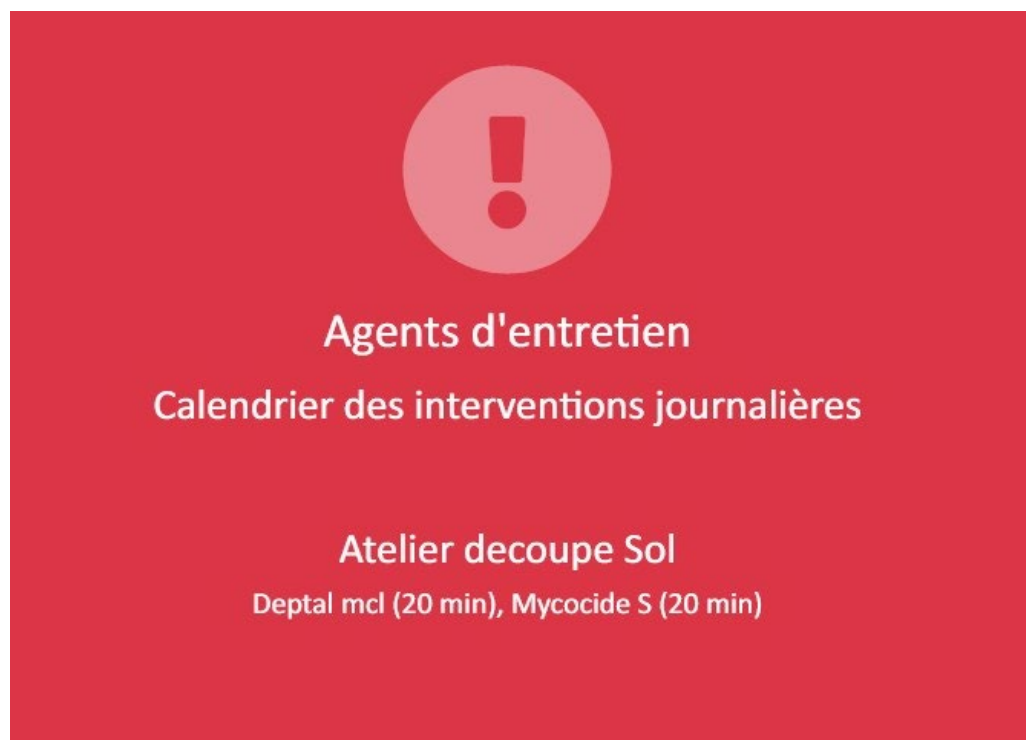 Agents d'entretien
Calendrier des interventions journalières
Atelier decoupe Sol
Deptal mcl (20 min), Mycocide S (20 min)